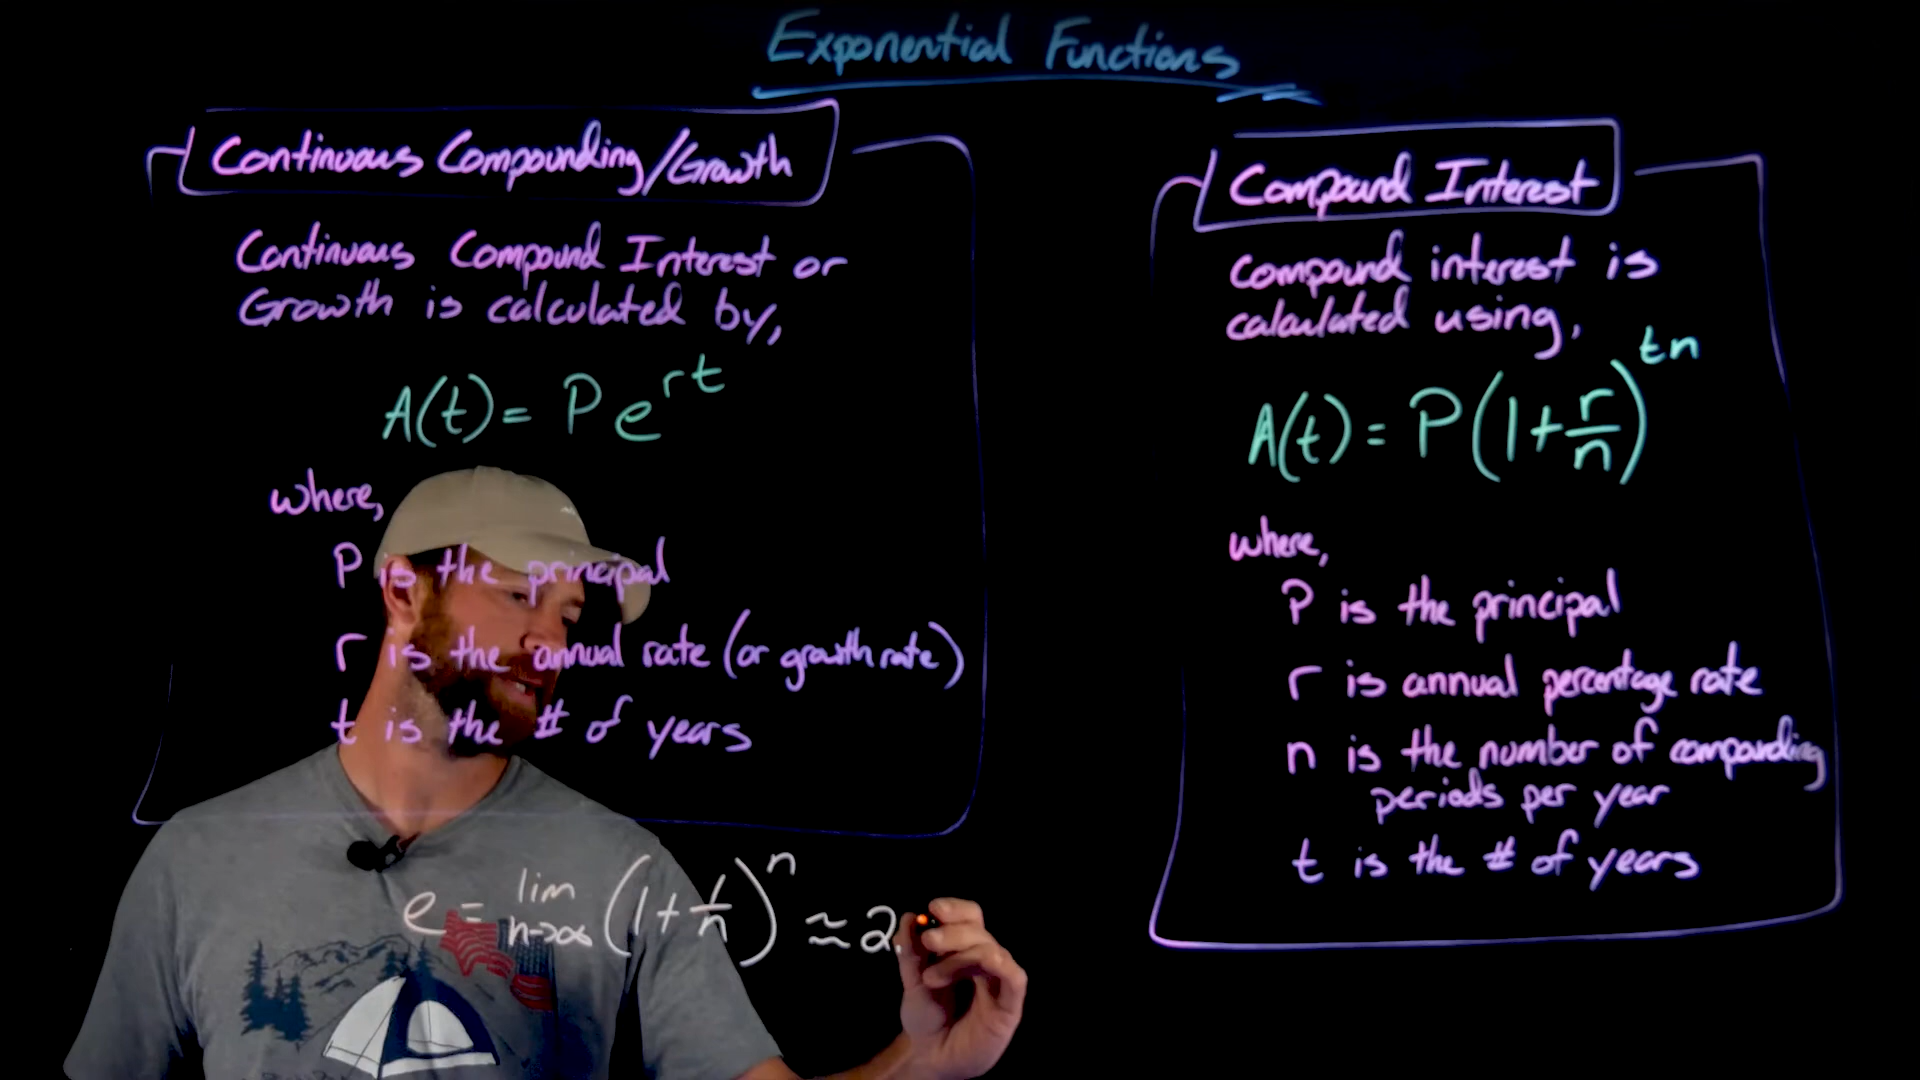 Exponential Functions
Continuous Compounding/Growth
Continuous Compound Interest or
Growth is calculated by,
A(t) = Pe^{rt}
where,
P is the principal
r is the annual rate (or growth rate)
t is the # of years
e = lim n→∞ (1 + 1/n)^n ≈ 2.
Compound Interest
Compound interest is
calculated using,
A(t) = P(1 + r/n)^{tn}
where,
P is the principal
r is annual percentage rate
n is the number of compounding
periods per year
t is the # of years